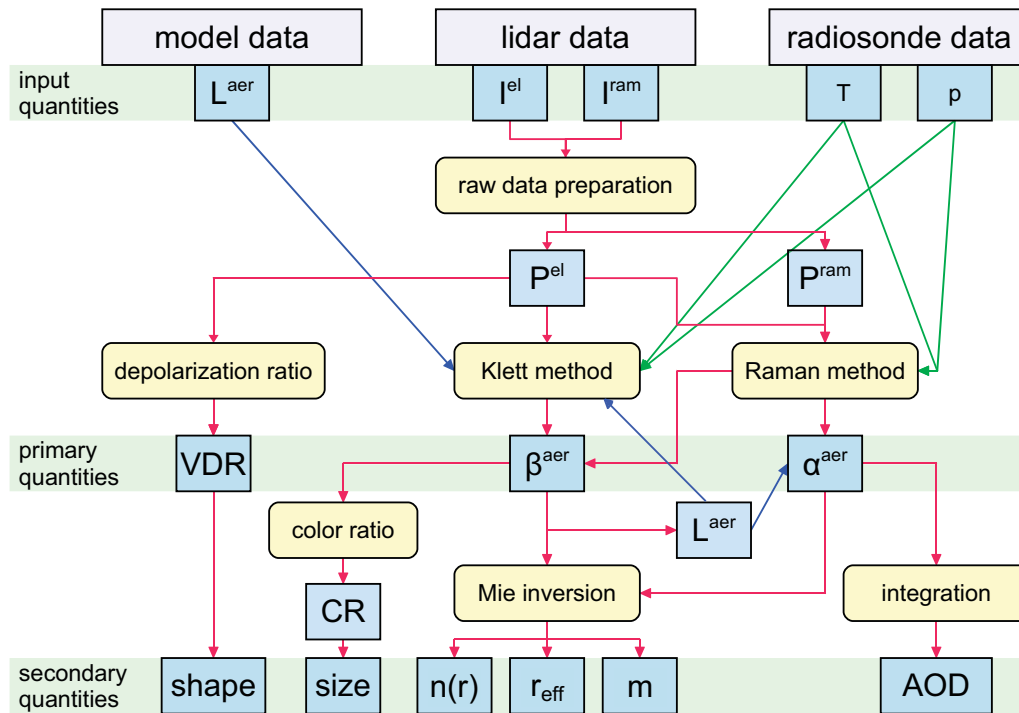 model data
lidar data
radiosonde data
input
quantities
L^aer
I^el
I^ram
T
p
raw data preparation
P^el
P^ram
depolarization ratio
Klett method
Raman method
primary
quantities
VDR
β^aer
α^aer
L^aer
color ratio
CR
Mie inversion
integration
secondary
quantities
shape
size
n(r)
r_eff
m
AOD